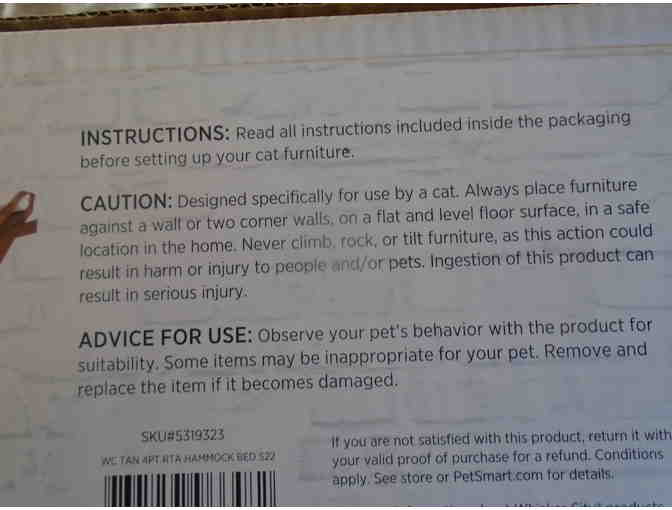 INSTRUCTIONS: Read all instructions included inside the packaging
before setting up your cat furniture.
CAUTION: Designed specifically for use by a cat. Always place furniture
against a wall or two corner walls, on a flat and level floor surface, in a safe
location in the home. Never climb, rock, or tilt furniture, as this action could
result in harm or injury to people and/or pets. Ingestion of this product can
result in serious injury.
ADVICE FOR USE: Observe your pet's behavior with the product for
suitability. Some items may be inappropriate for your pet. Remove and
replace the item if it becomes damaged.
SKU#5319323
WC TAN 4PT RTA HAMMOCK BED S22
If you are not satisfied with this product, return it with
your valid proof of purchase for a refund. Conditions
apply. See store or PetSmart.com for details.